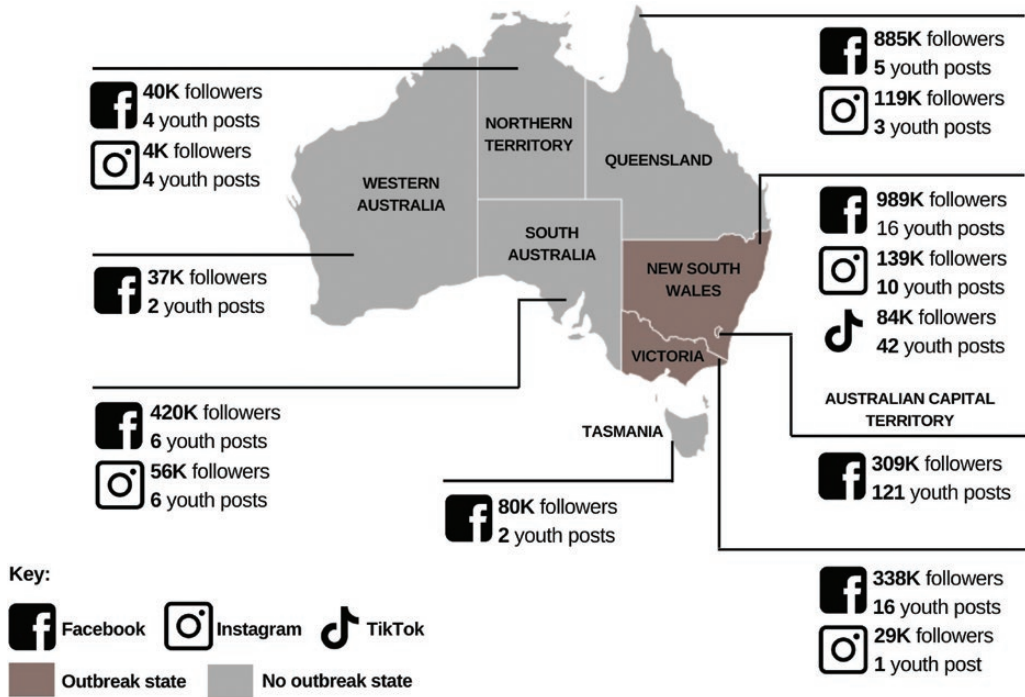 40K followers
4 youth posts
4K followers
4 youth posts
37K followers
2 youth posts
420K followers
6 youth posts
56K followers
6 youth posts
NORTHERN
TERRITORY
QUEENSLAND
WESTERN
AUSTRALIA
SOUTH
AUSTRALIA
NEW SOUTH
WALES
VICTORIA
TASMANIA
80K followers
2 youth posts
885K followers
5 youth posts
119K followers
3 youth posts
989K followers
16 youth posts
139K followers
10 youth posts
84K followers
42 youth posts
AUSTRALIAN CAPITAL
TERRITORY
309K followers
121 youth posts
338K followers
16 youth posts
29K followers
1 youth post
Key:
Facebook Instagram TikTok
Outbreak state No outbreak state